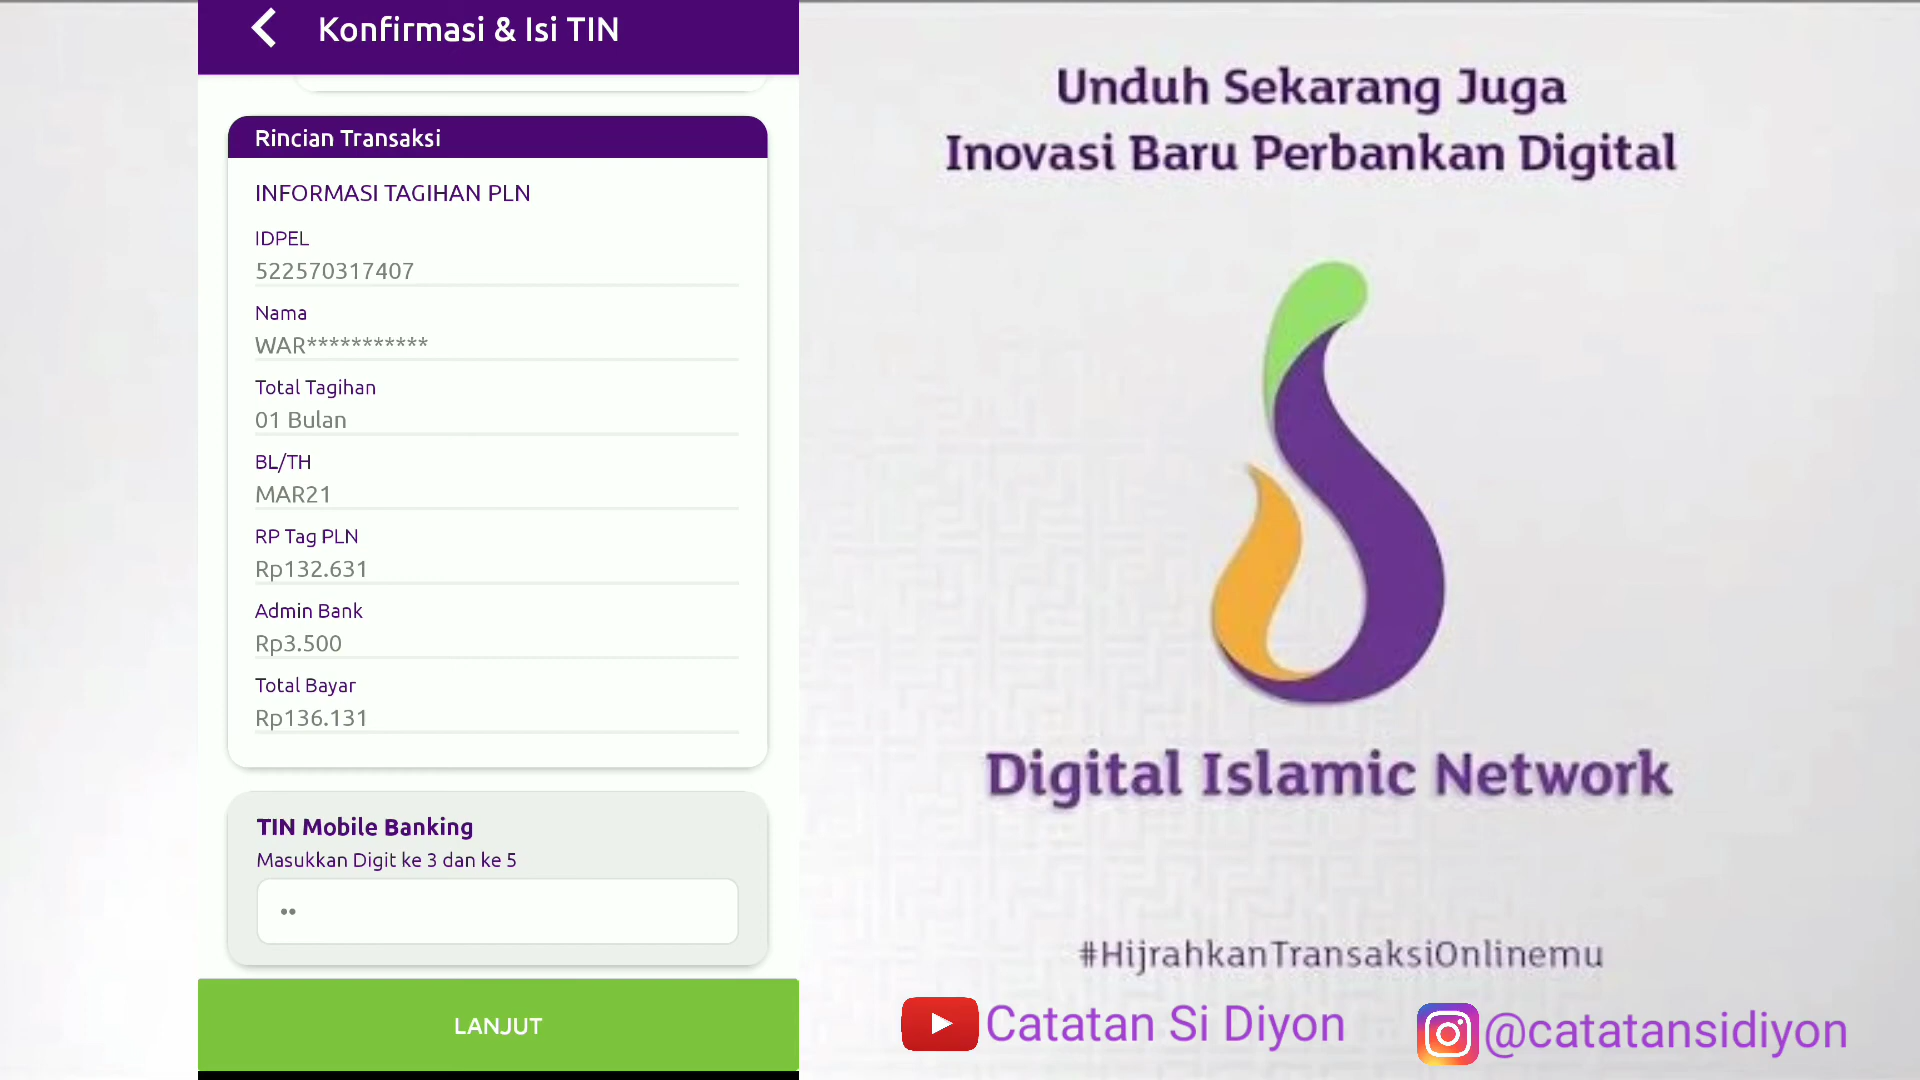 Konfirmasi & Isi TIN
Rincian Transaksi
INFORMASI TAGIHAN PLN
IDPEL
522570317407
Nama
WAR***********
Total Tagihan
01 Bulan
BL/TH
MAR21
RP Tag PLN
Rp132.631
Admin Bank
Rp3.500
Total Bayar
Rp136.131
TIN Mobile Banking
Masukkan Digit ke 3 dan ke 5
••
LANJUT
Unduh Sekarang Juga
Inovasi Baru Perbankan Digital
Digital Islamic Network
#HijrahkanTransaksiOnlinemu
Catatan Si Diyon
@catatansidiyon